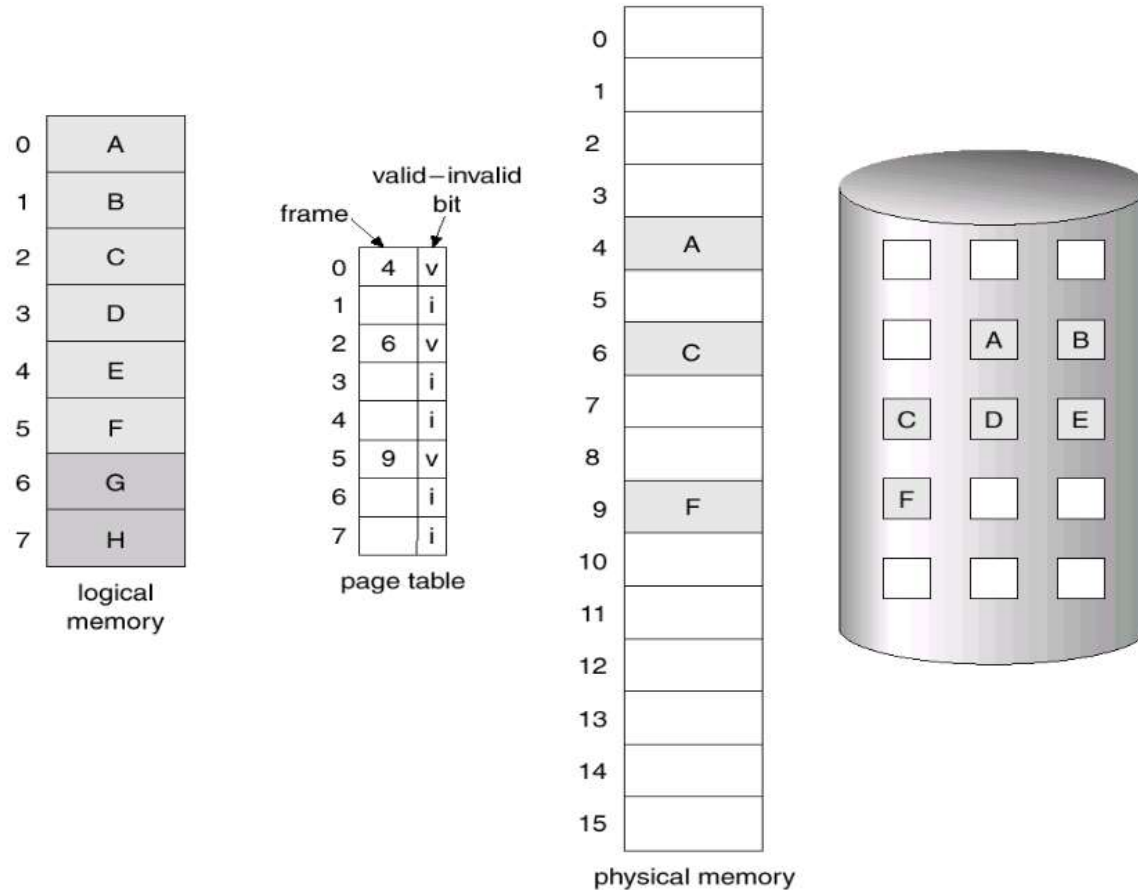 0 A
1 B
2 C
3 D
4 E
5 F
6 G
7 H
logical
memory
valid–invalid
bit
frame
0 4 v
1 i
2 6 v
3 i
4 i
5 9 v
6 i
7 i
page table
0
1
2
3
4 A
5
6 C
7
8
9 F
10
11
12
13
14
15
physical memory
A B
C D E
F